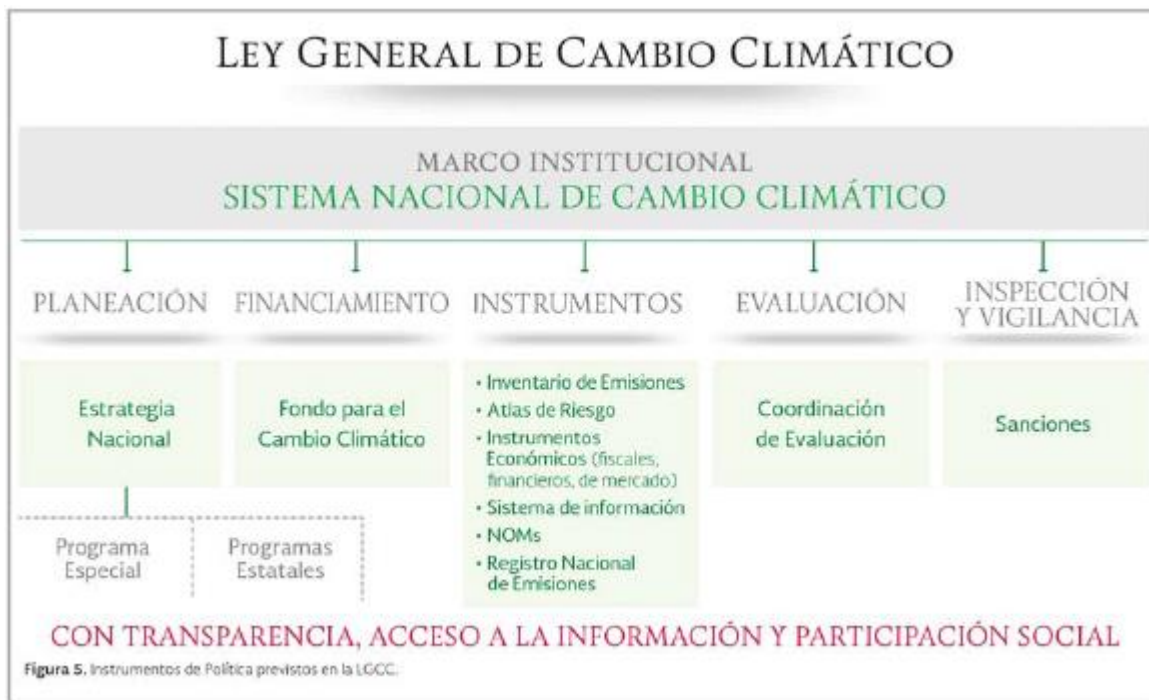 LEY GENERAL DE CAMBIO CLIMÁTICO
MARCO INSTITUCIONAL
SISTEMA NACIONAL DE CAMBIO CLIMÁTICO
PLANEACIÓN
FINANCIAMIENTO
INSTRUMENTOS
EVALUACIÓN
INSPECCIÓN
Y VIGILANCIA
Estrategia
Nacional
Fondo para el
Cambio Climático
• Inventario de Emisiones
• Atlas de Riesgo
• Instrumentos
Económicos (fiscales,
financieros, de mercado)
• Sistema de información
• NOMs
• Registro Nacional
de Emisiones
Coordinación
de Evaluación
Sanciones
Programa
Especial
Programas
Estatales
CON TRANSPARENCIA, ACCESO A LA INFORMACIÓN Y PARTICIPACIÓN SOCIAL
Figura 5. Instrumentos de Política previstos en la LGCC.